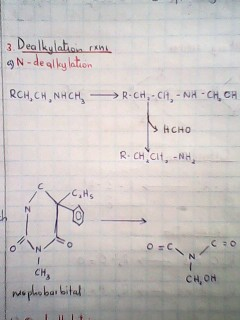 3. Dealkylation rxns
a) N-dealkylation
RCH₂CH₂NHCH₃ → R-CH₂-CH₂-NH-CH₂OH
HCHO
R-CH₂CH₂-NH₂
C
C₂H₅
N
O
O
N
CH₃
O = C
C = O
N
CH₂OH
mephobarbital